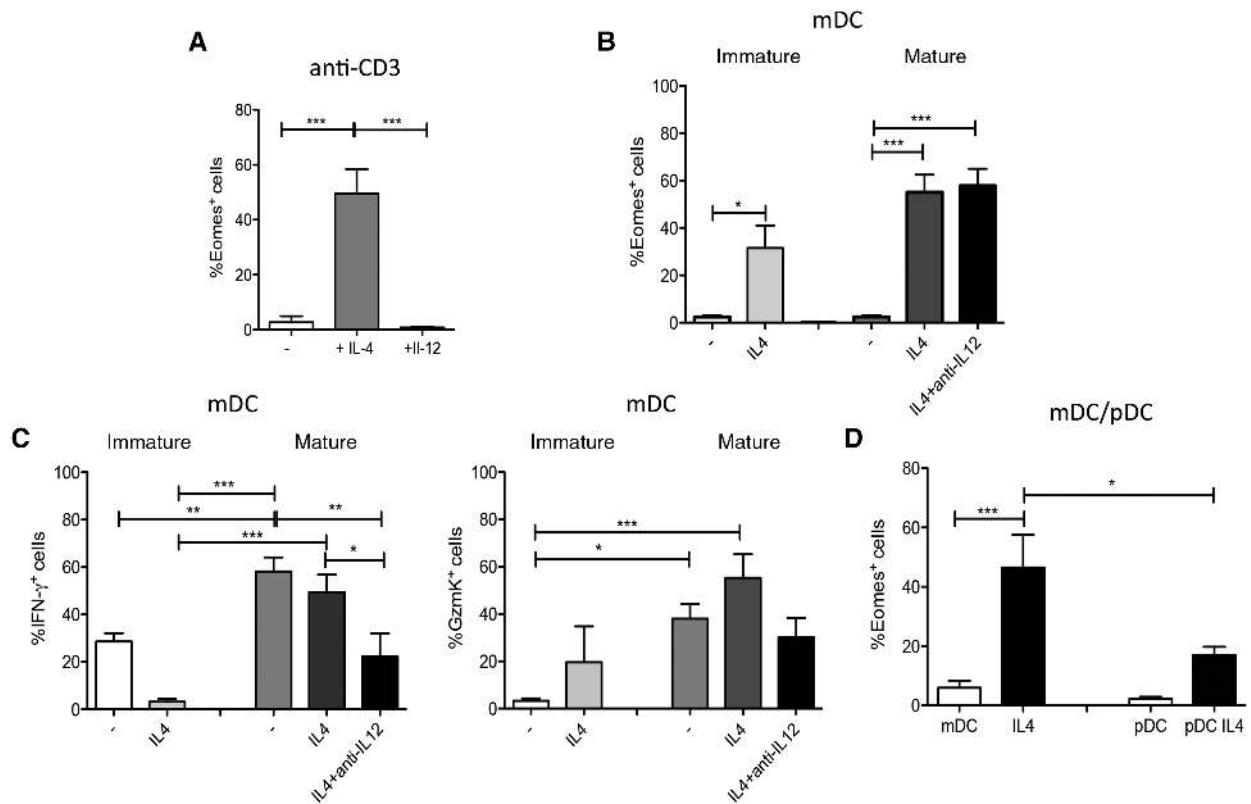 A
anti-CD3
%Eomes+ cells
80
60
40
20
0
***
***
-
+ IL-4
+Il-12
B
mDC
Immature
Mature
%Eomes+ cells
100
80
60
40
20
0
*
***
***
-
IL4
-
IL4
IL4+anti-IL12
C
mDC
Immature
Mature
%IFN-γ+ cells
100
80
60
40
20
0
***
**
**
***
*
-
IL4
-
IL4
IL4+anti-IL12
mDC
Immature
Mature
%GzmK+ cells
100
80
60
40
20
0
***
*
-
IL4
-
IL4
IL4+anti-IL12
D
mDC/pDC
%Eomes+ cells
80
60
40
20
0
***
*
mDC
IL4
pDC
pDC IL4